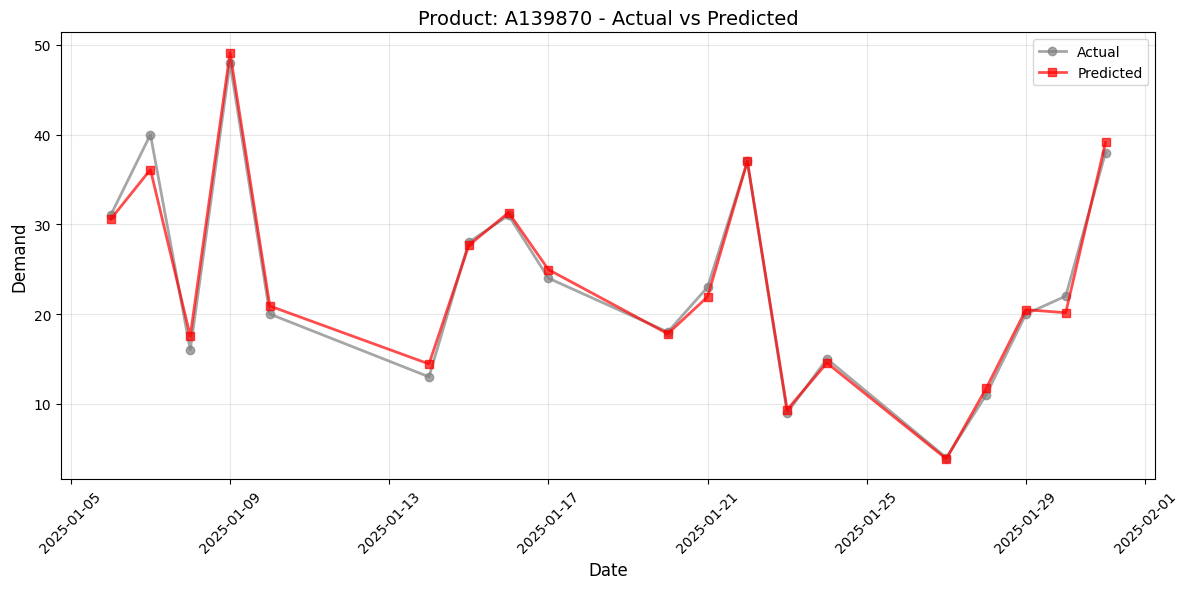 Product: A139870 - Actual vs Predicted
Actual
Predicted
Demand
50
40
30
20
10
2025-01-05
2025-01-09
2025-01-13
2025-01-17
2025-01-21
2025-01-25
2025-01-29
2025-02-01
Date